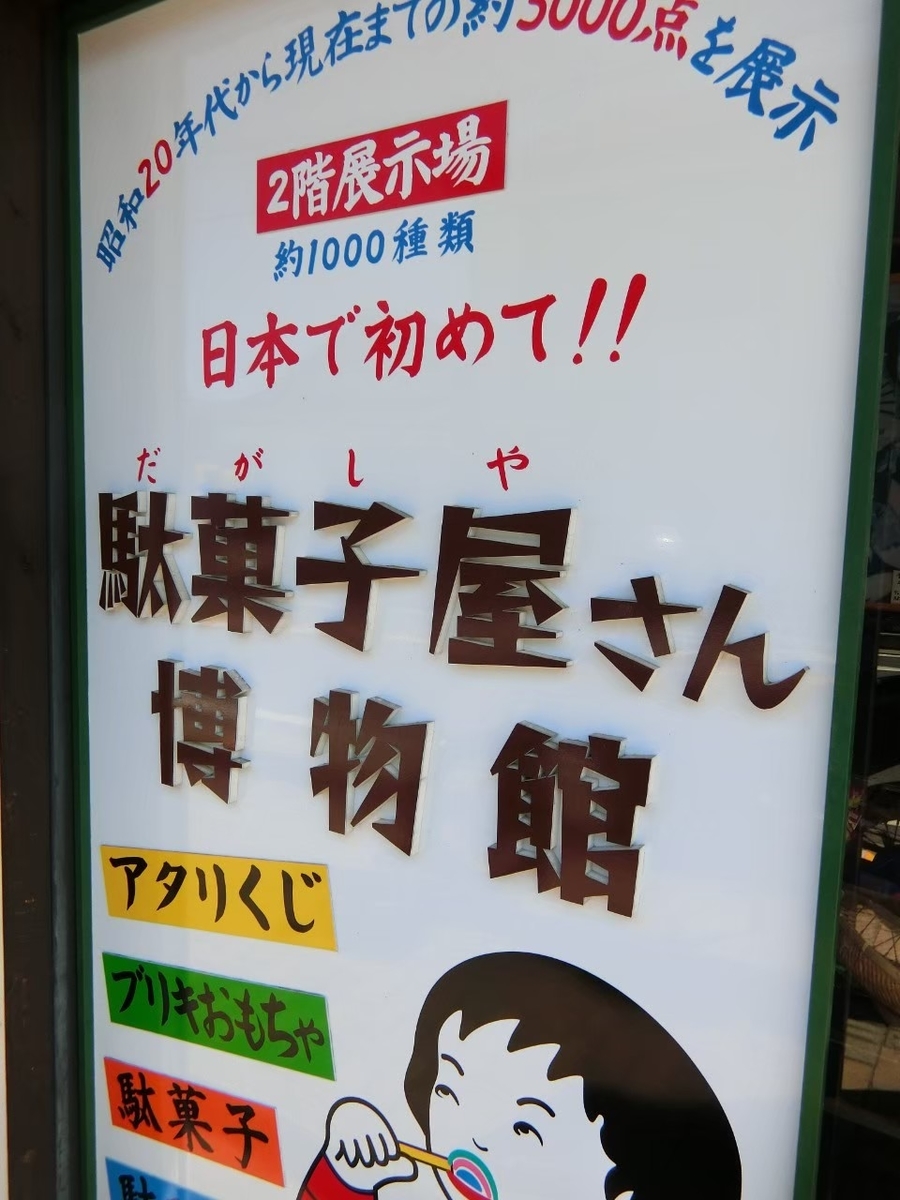 昭和20年代から現在までの約3000点を展示
2階展示場
約1000種類
日本で初めて!!
だがしや
駄菓子屋さん
博物館
アタリくじ
ブリキおもちゃ
駄菓子